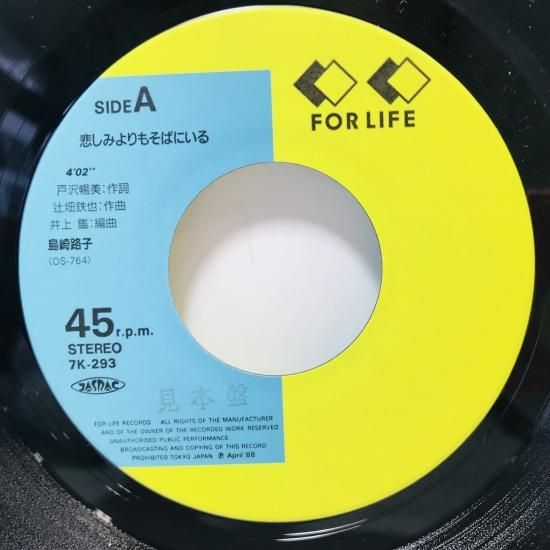 SIDE A
悲しみよりもそばにいる
4'02"
戸沢暢美:作詞
辻畑鉄也:作曲
井上 鑑:編曲
島崎路子
(OS-764)
45 r.p.m.
STEREO
7K-293
JASRAC
見本盤
FOR LIFE RECORDS ALL RIGHTS OF THE MANUFACTURER
AND OF THE OWNER OF THE RECORDED WORK RESERVED
UNAUTHORISED PUBLIC PERFORMANCE
BROADCASTING AND COPYING OF THIS RECORD
PROHIBITED TOKYO JAPAN Ⓟ April '88
FOR LIFE